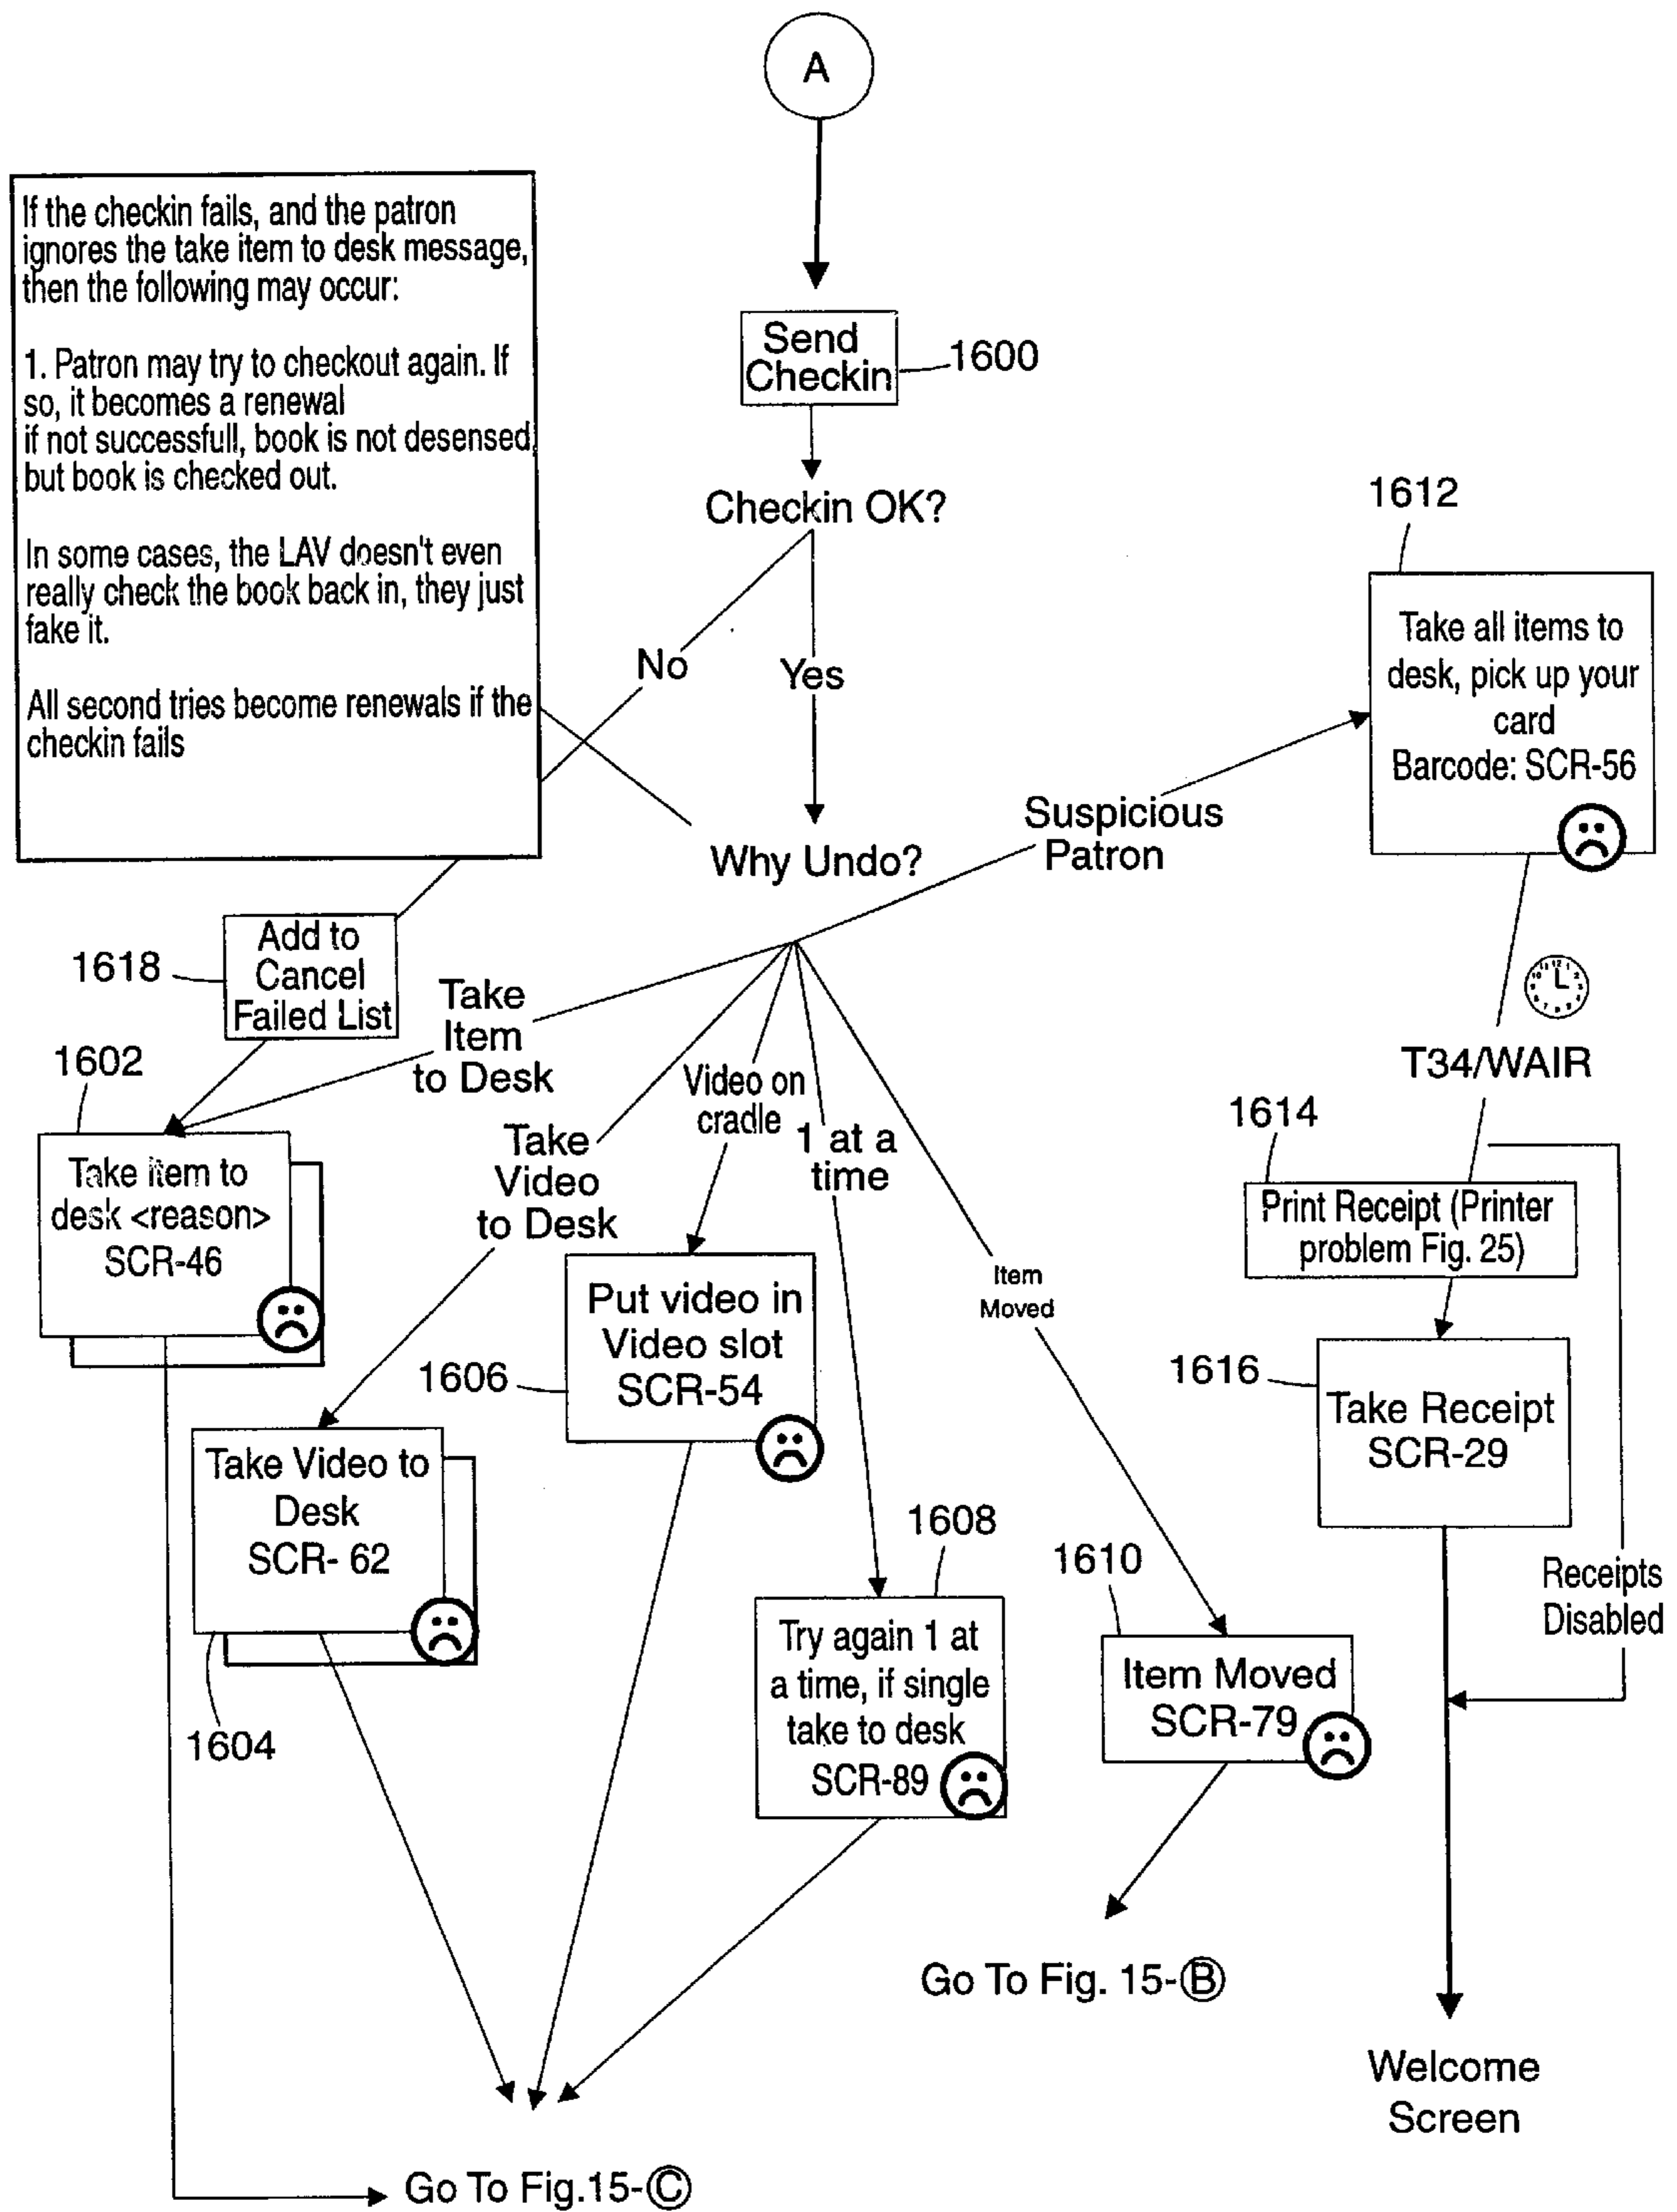 A
If the checkin fails, and the patron
ignores the take item to desk message,
then the following may occur:
1. Patron may try to checkout again. If
so, it becomes a renewal
if not successfull, book is not desensed
but book is checked out.
In some cases, the LAV doesn't even
really check the book back in, they just
fake it.
All second tries become renewals if the
checkin fails
Send
Checkin
1600
Checkin OK?
No
Yes
Why Undo?
Suspicious
Patron
1612
Take all items to
desk, pick up your
card
Barcode: SCR-56
T34/WAIR
1614
Print Receipt (Printer
problem Fig. 25)
1616
Take Receipt
SCR-29
Receipts
Disabled
Welcome
Screen
1618
Add to
Cancel
Failed List
Take
Item
to Desk
1602
Take item to
desk <reason>
SCR-46
Take
Video
to Desk
Take Video to
Desk
SCR- 62
1604
Video on
cradle
1606
Put video in
Video slot
SCR-54
1 at a
time
1608
Try again 1 at
a time, if single
take to desk
SCR-89
Item
Moved
1610
Item Moved
SCR-79
Go To Fig. 15-B
Go To Fig.15-C